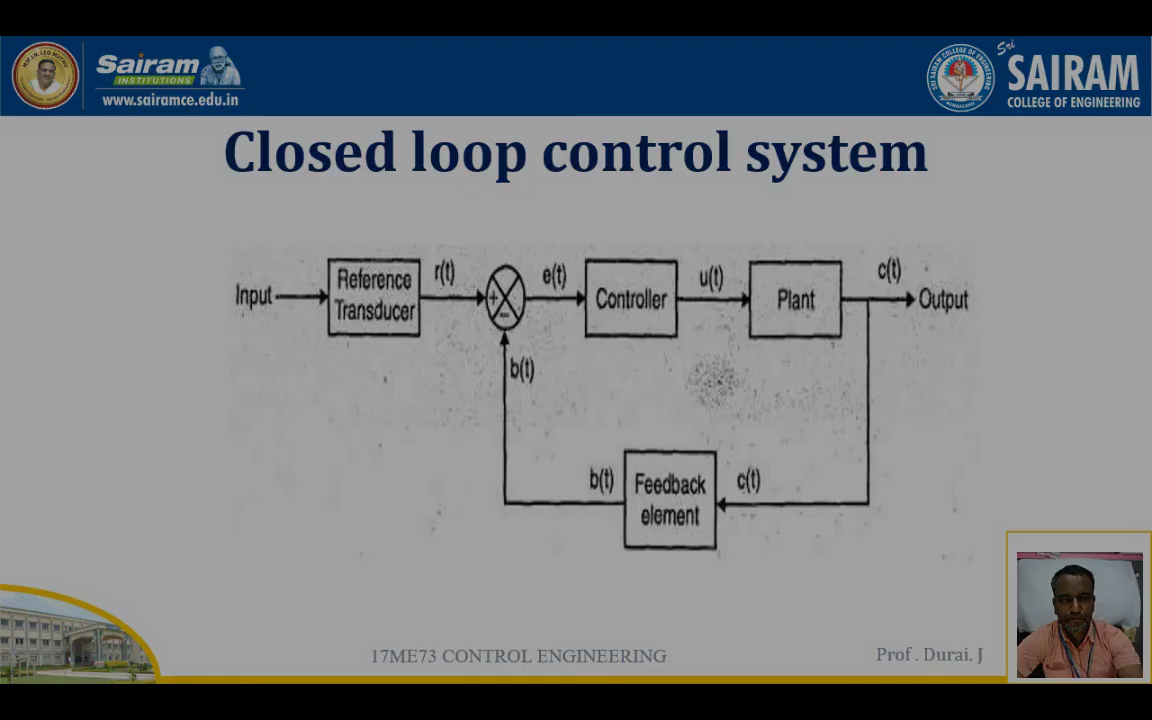 Sairam
INSTITUTIONS
www.sairamce.edu.in
Sri
SAIRAM
COLLEGE OF ENGINEERING
Closed loop control system
Input
Reference
Transducer
r(t)
+
−
e(t)
Controller
u(t)
Plant
c(t)
Output
b(t)
b(t)
Feedback
element
c(t)
17ME73 CONTROL ENGINEERING
Prof . Durai. J